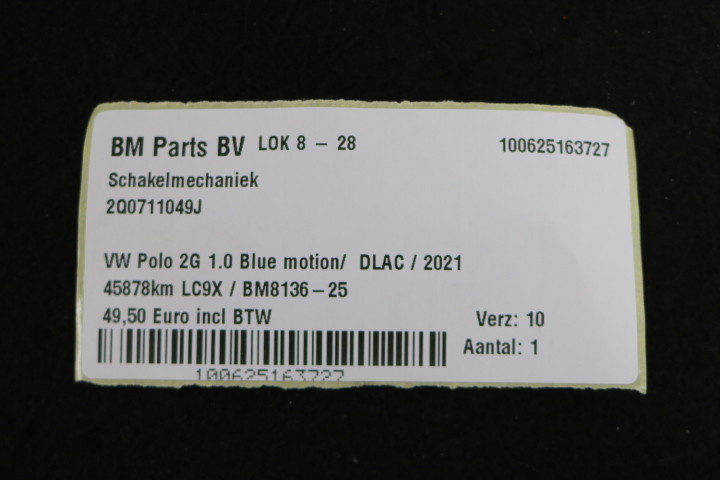 BM Parts BV LOK 8 – 28 100625163727
Schakelmechaniek
2Q0711049J
VW Polo 2G 1.0 Blue motion/ DLAC / 2021
45878km LC9X / BM8136–25
49,50 Euro incl BTW Verz: 10
Aantal: 1
100625163727